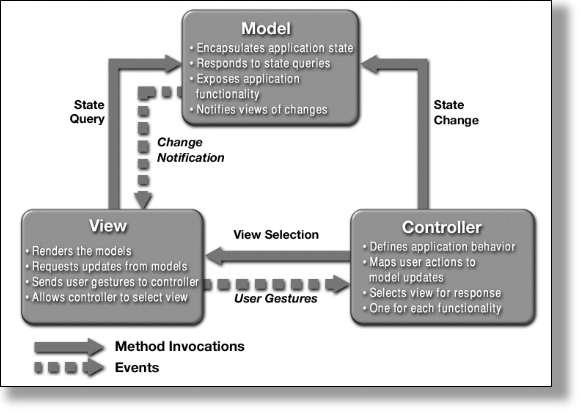 Model
• Encapsulates application state
• Responds to state queries
• Exposes application
functionality
• Notifies views of changes
State
Query
Change
Notification
State
Change
View
• Renders the models
• Requests updates from models
• Sends user gestures to controller
• Allows controller to select view
View Selection
User Gestures
Controller
• Defines application behavior
• Maps user actions to
model updates
• Selects view for response
• One for each functionality
Method Invocations
Events